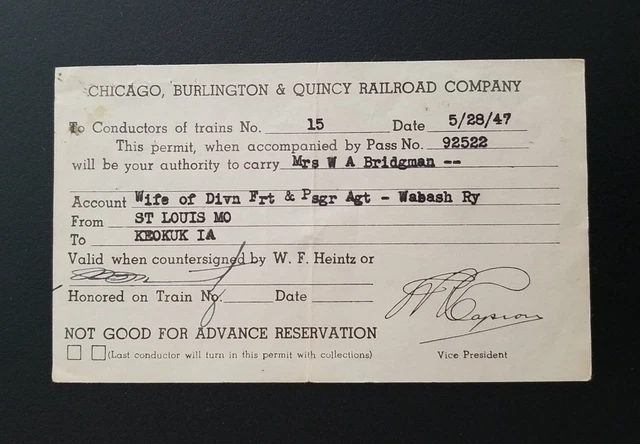 CHICAGO, BURLINGTON & QUINCY RAILROAD COMPANY
To Conductors of trains No. 15 Date 5/28/47
This permit, when accompanied by Pass No. 92522
will be your authority to carry Mrs W A Bridgman --
Account Wife of Divn Frt & Psgr Agt - Wabash Ry
From ST LOUIS MO
To KEOKUK IA
Valid when countersigned by W. F. Heintz or
Honored on Train No. Date
NOT GOOD FOR ADVANCE RESERVATION
(Last conductor will turn in this permit with collections)
Vice President